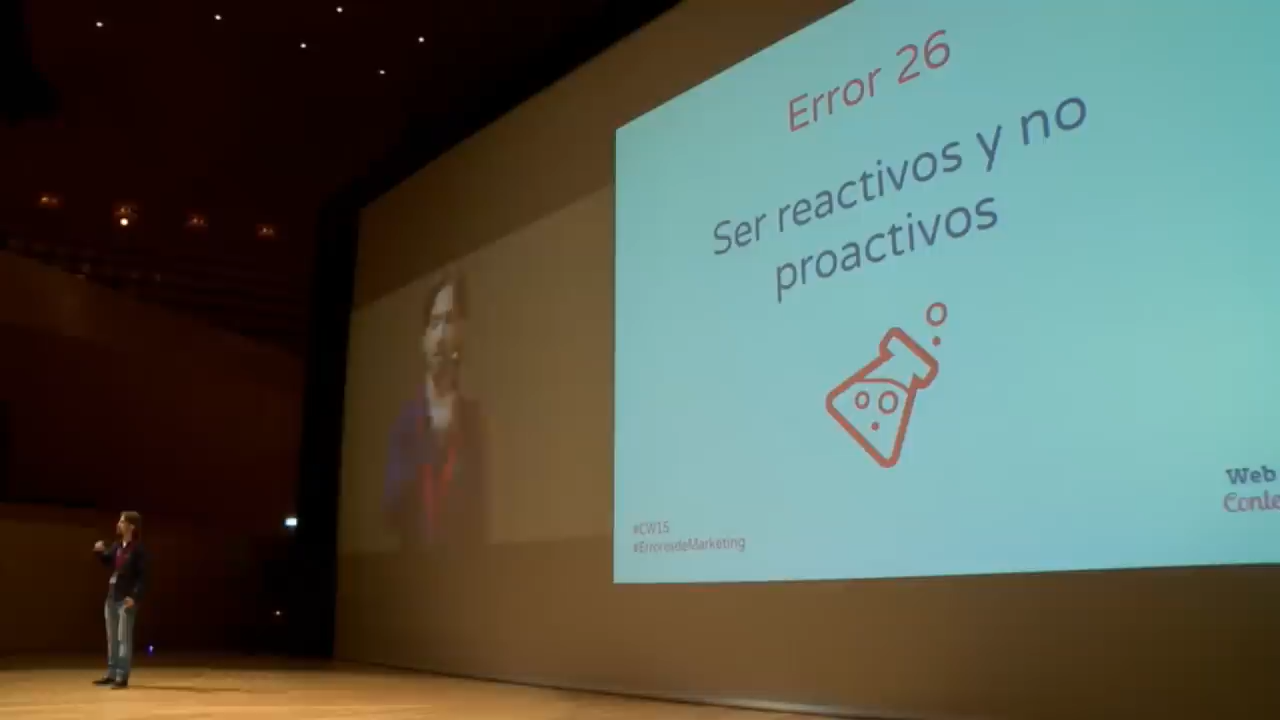 Error 26
Ser reactivos y no
proactivos
#CW15
#ErroresdeMarketing
Web